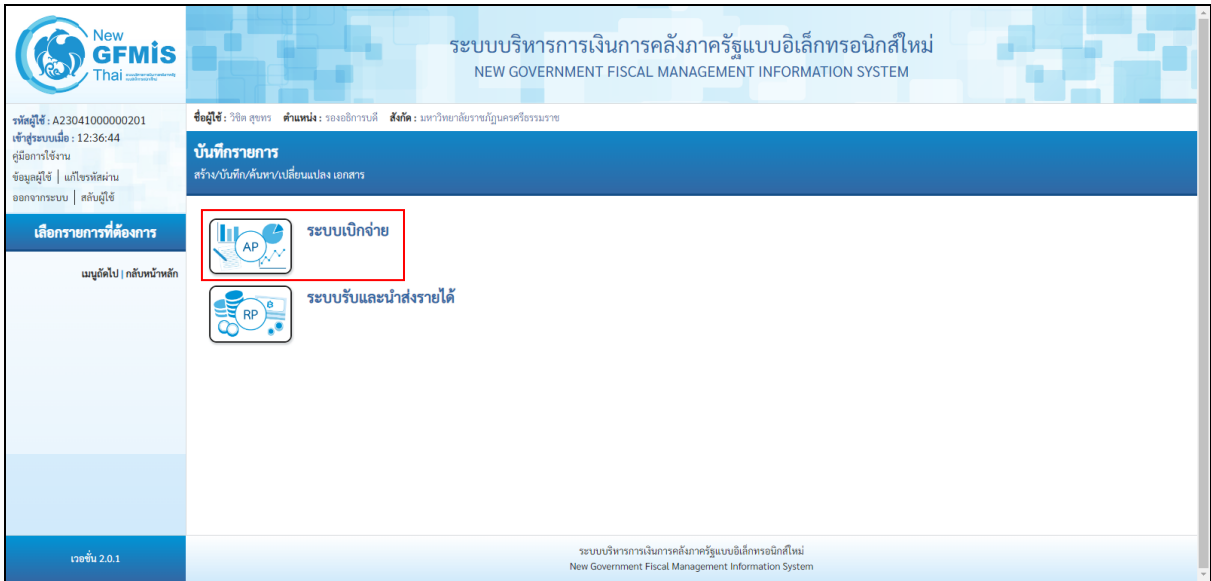 New
GFMiS
Thai
ระบบบริหารการเงินการคลังภาครัฐแบบอิเล็กทรอนิกส์ใหม่
NEW GOVERNMENT FISCAL MANAGEMENT INFORMATION SYSTEM
รหัสผู้ใช้ : A23041000000201
เข้าสู่ระบบเมื่อ : 12:36:44
คู่มือการใช้งาน
ข้อมูลผู้ใช้ | แก้ไขรหัสผ่าน
ออกจากระบบ | สลับผู้ใช้
ชื่อผู้ใช้ : วิชิต สุขทร ตำแหน่ง : รองอธิการบดี สังกัด : มหาวิทยาลัยราชภัฏนครศรีธรรมราช
บันทึกรายการ
สร้าง/บันทึก/ค้นหา/เปลี่ยนแปลง เอกสาร
เลือกรายการที่ต้องการ
เมนูถัดไป | กลับหน้าหลัก
AP
ระบบเบิกจ่าย
RP
ระบบรับและนำส่งรายได้
เวอชั่น 2.0.1
ระบบบริหารการเงินการคลังภาครัฐแบบอิเล็กทรอนิกส์ใหม่
New Government Fiscal Management Information System